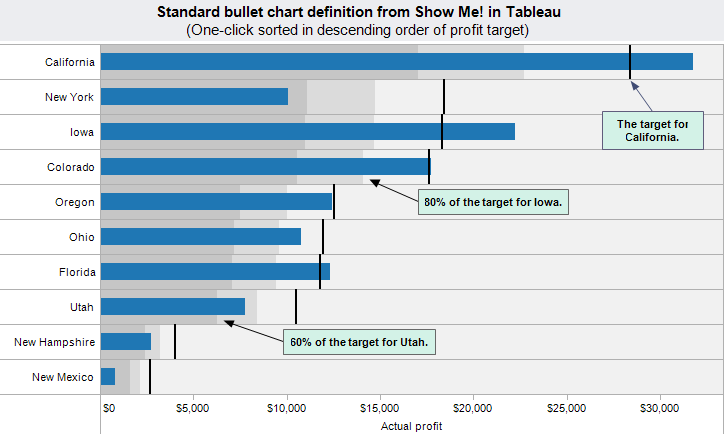 Standard bullet chart definition from Show Me! in Tableau
(One-click sorted in descending order of profit target)
California
New York
Iowa
Colorado
Oregon
Ohio
Florida
Utah
New Hampshire
New Mexico
The target for
California.
80% of the target for Iowa.
60% of the target for Utah.
$0
$5,000
$10,000
$15,000
$20,000
$25,000
$30,000
Actual profit